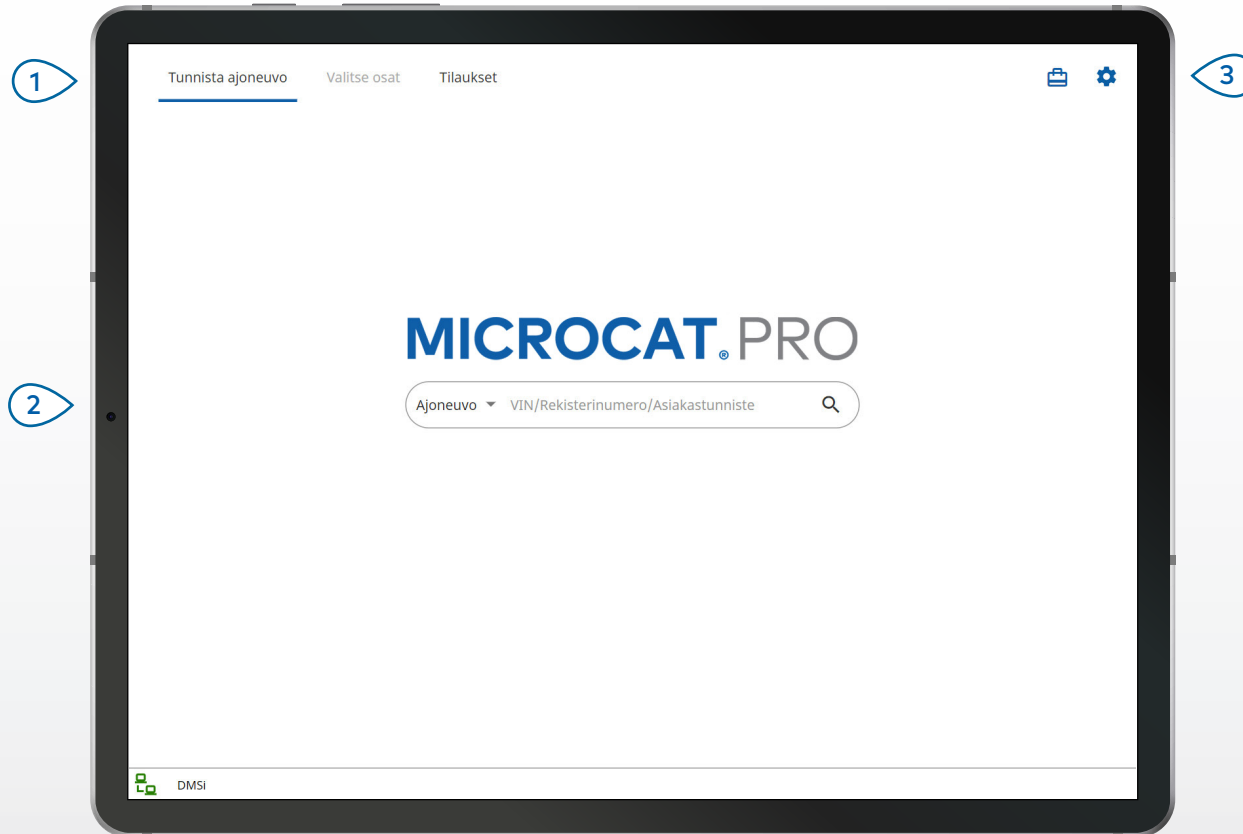 1
Tunnista ajoneuvo Valitse osat Tilaukset
3
MICROCAT® PRO
2
Ajoneuvo VIN/Rekisterinumero/Asiakastunniste
DMSi